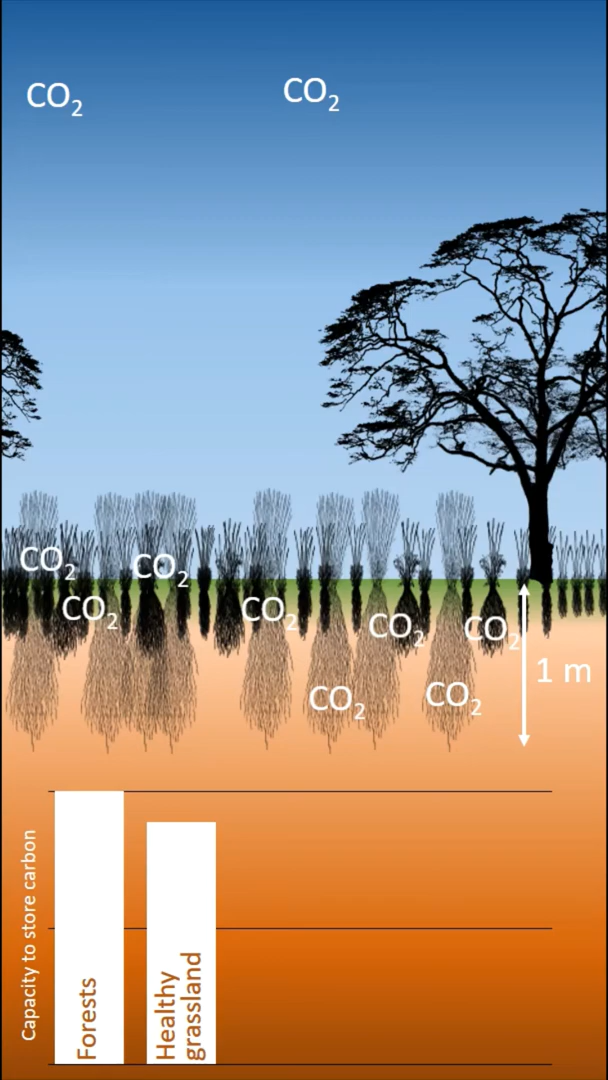 CO₂
CO₂
CO₂
CO₂
CO₂
CO₂
CO₂
CO₂
1 m
CO₂
CO₂
Capacity to store carbon
Forests
Healthy
grassland